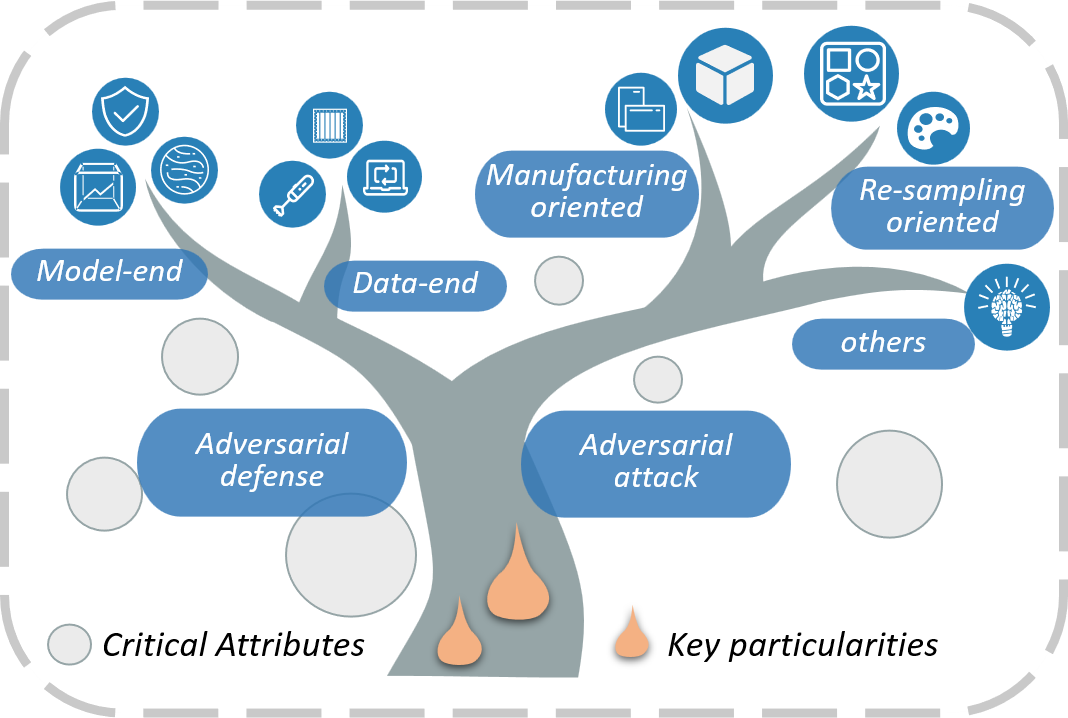 Manufacturing
oriented
Re-sampling
oriented
Model-end
Data-end
others
Adversarial
defense
Adversarial
attack
Critical Attributes
Key particularities